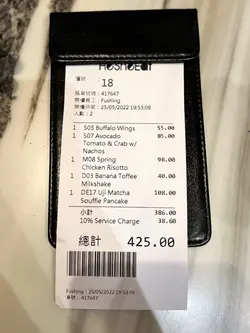 檯號： 18
賬單號碼：417647
開檯員工：Fushing
開檯時間：25/05/2022 19:53:09
人數：2
1 S05 Buffalo Wings 55.00
1 S07 Avocado 85.00
Tomato & Crab w/
Nachos
1 M08 Spring 98.00
Chicken Risotto
1 D03 Banana Toffee 40.00
Milkshake
1 DE17 Uji Matcha 108.00
Souffle Pancake
小計 386.00
10% Service Charge 38.60
總計 425.00
Fushing : 25/05/2022 19:53:06
單號：417647